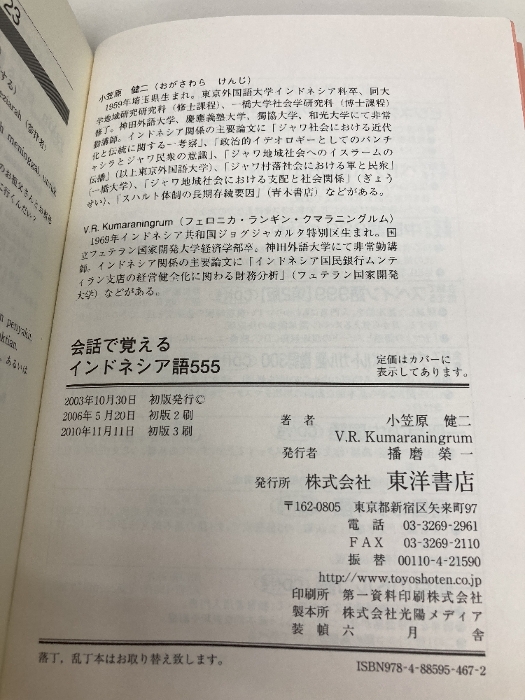 小笠原 健二（おがさわら けんじ）
1959年埼玉県生まれ。東京外国語大学インドネシア科卒、同大
学地域研究研究科（修士課程）、一橋大学社会学研究科（博士課程）
修了。神田外語大学、慶應義塾大学、獨協大学、和光大学にて非常
勤講師。インドネシア関係の主要論文に「ジャワ社会における近代
化と伝統に関する一考察」、「政治的イデオロギーとしてのパンチ
ャシラとジャワ民衆の意識」、「ジャワ地域社会へのイスラームの
伝播」（以上東京外国語大学）、「ジャワ村落社会における軍と民衆」
（一橋大学）、「ジャワ地域社会における支配と社会関係」（ぎょう
せい）、「スハルト体制の長期存続要因」（青木書店）などがある。
V.R. Kumaraningrum（フェロニカ・ランギン・クマラニングルム）
1969年インドネシア共和国ジョグジャカルタ特別区生まれ。国
立フェテラン国家開発大学経済学部卒。神田外語大学にて非常勤講
師。インドネシア関係の主要論文に「インドネシア国民銀行ムンテ
ィラン支店の経営健全化に関わる財務分析」（フェテラン国家開発
大学）などがある。
会話で覚える
インドネシア語555
定価はカバーに
表示してあります。
2003年10月30日 初版発行©
2006年5月20日 初版2刷
2010年11月11日 初版3刷
著者 小笠原 健二
V.R. Kumaraningrum
発行者 播磨 榮一
発行所 株式会社 東洋書店
〒162-0805 東京都新宿区矢来町97
電話 03-3269-2961
FAX 03-3269-2110
振替 00110-4-21590
http://www.toyoshoten.co.jp
印刷所 第一資料印刷株式会社
製本所 株式会社光陽メディア
装幀 六月舎
落丁，乱丁本はお取り替え致します。
ISBN978-4-88595-467-2
23